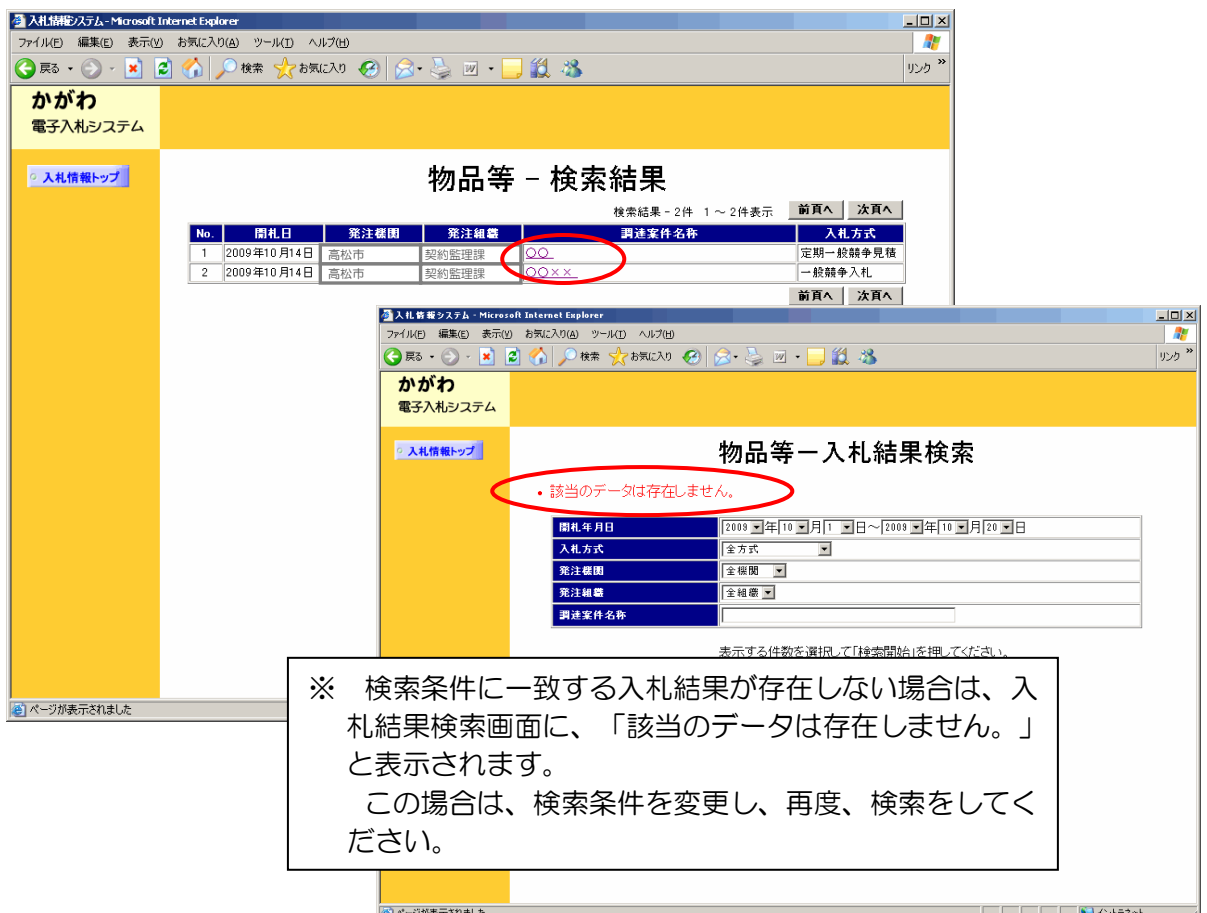 入札情報システム - Microsoft Internet Explorer
ファイル(F) 編集(E) 表示(V) お気に入り(A) ツール(T) ヘルプ(H)
戻る 検索 お気に入り リンク »
かがわ
電子入札システム
入札情報トップ
物品等 － 検索結果
検索結果 - 2件 1 ～ 2件表示 前頁へ 次頁へ
No. 開札日 発注機関 発注組織 調達案件名称 入札方式
1 2009年10月14日 高松市 契約監理課 〇〇 定期一般競争見積
2 2009年10月14日 高松市 契約監理課 〇〇×× 一般競争入札
前頁へ 次頁へ
ページが表示されました
入札情報システム - Microsoft Internet Explorer
ファイル(F) 編集(E) 表示(V) お気に入り(A) ツール(T) ヘルプ(H)
戻る 検索 お気に入り リンク »
かがわ
電子入札システム
入札情報トップ
物品等－入札結果検索
・該当のデータは存在しません。
開札年月日 2009 年 10 月 1 日～ 2009 年 10 月 20 日
入札方式 全方式
発注機関 全機関
発注組織 全組織
調達案件名称
表示する件数を選択して「検索開始」を押してください。
※ 検索条件に一致する入札結果が存在しない場合は、入
札結果検索画面に、「該当のデータは存在しません。」
と表示されます。
この場合は、検索条件を変更し、再度、検索をしてく
ださい。
ページが表示されました
イントラネット